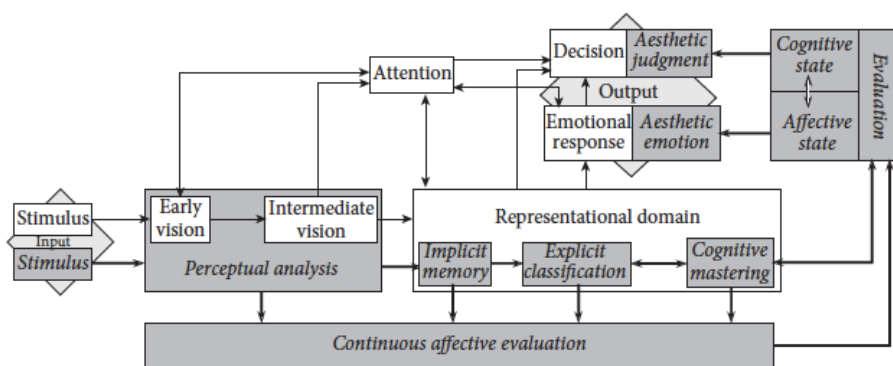 Decision
Aesthetic
judgment
Cognitive
state
Attention
Output
Evaluation
Emotional
response
Aesthetic
emotion
Affective
state
Stimulus
Early
vision
Intermediate
vision
Representational domain
Input
Stimulus
Perceptual analysis
Implicit
memory
Explicit
classification
Cognitive
mastering
Continuous affective evaluation